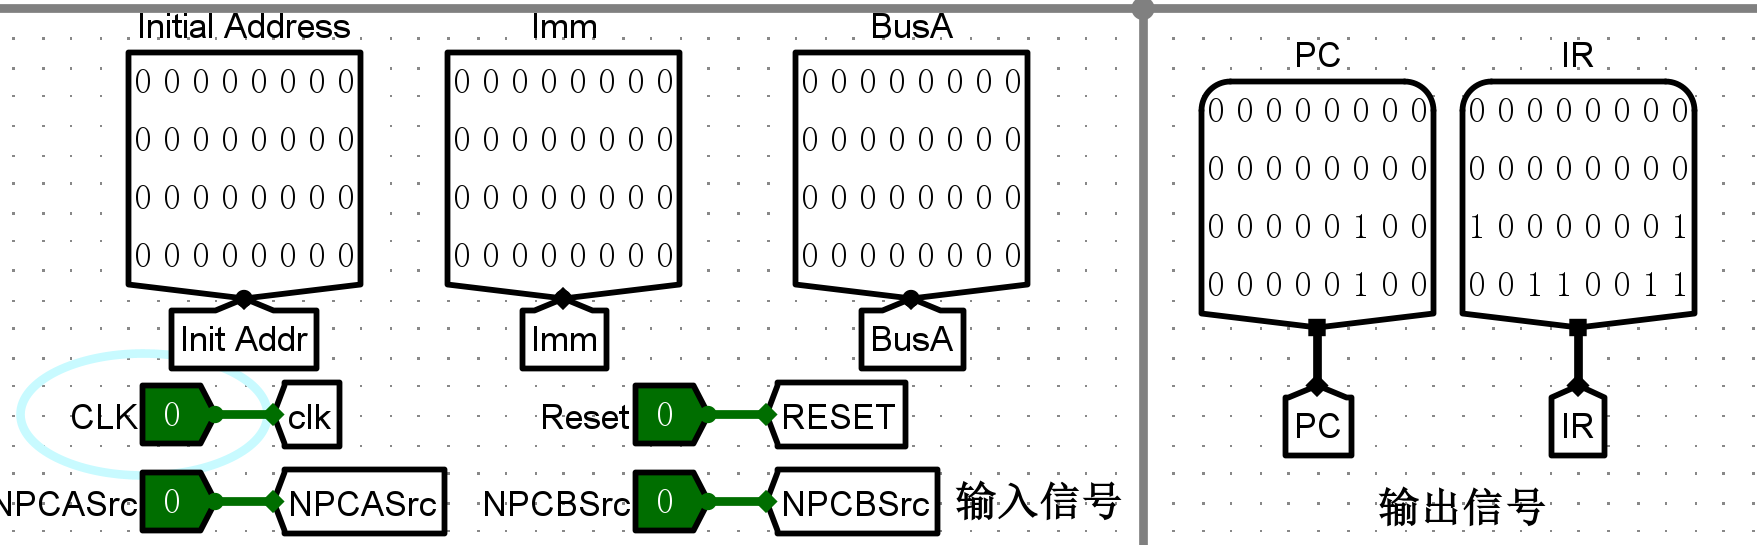 Initial Address
0 0 0 0 0 0 0 0
0 0 0 0 0 0 0 0
0 0 0 0 0 0 0 0
0 0 0 0 0 0 0 0
Init Addr
Imm
0 0 0 0 0 0 0 0
0 0 0 0 0 0 0 0
0 0 0 0 0 0 0 0
0 0 0 0 0 0 0 0
Imm
BusA
0 0 0 0 0 0 0 0
0 0 0 0 0 0 0 0
0 0 0 0 0 0 0 0
0 0 0 0 0 0 0 0
BusA
CLK 0 clk
Reset 0 RESET
NPCASrc 0 NPCASrc
NPCBSrc 0 NPCBSrc
输入信号
PC
0 0 0 0 0 0 0 0
0 0 0 0 0 0 0 0
0 0 0 0 0 1 0 0
0 0 0 0 0 1 0 0
PC
IR
0 0 0 0 0 0 0 0
0 0 0 0 0 0 0 0
1 0 0 0 0 0 0 1
0 0 1 1 0 0 1 1
IR
输出信号